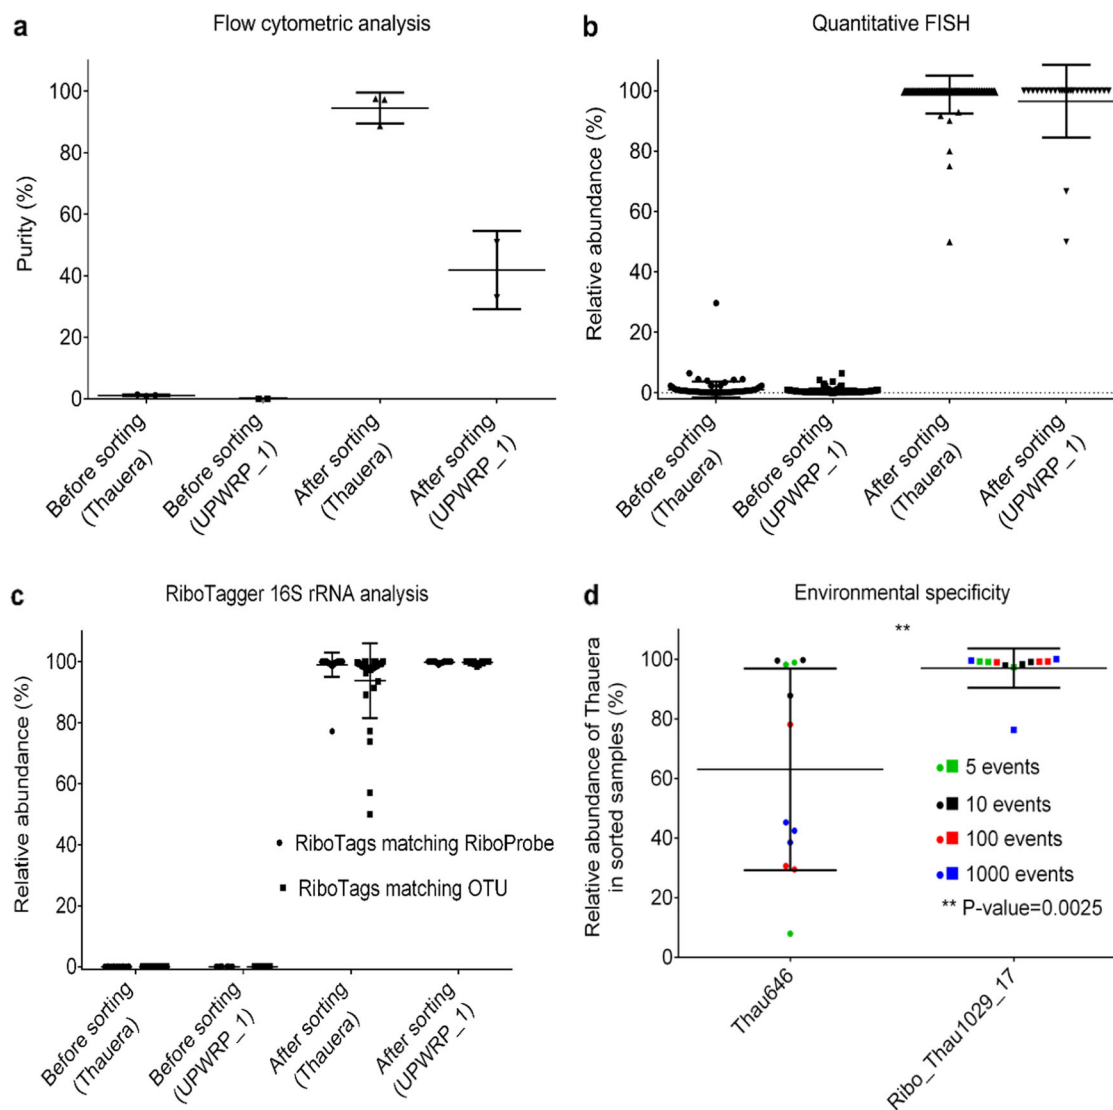 a
Flow cytometric analysis
Purity (%)
100
80
60
40
20
0
Before sorting
(Thauera)
Before sorting
(UPWRP_1)
After sorting
(Thauera)
After sorting
(UPWRP_1)
b
Quantitative FISH
Relative abundance (%)
100
80
60
40
20
0
Before sorting
(Thauera)
Before sorting
(UPWRP_1)
After sorting
(Thauera)
After sorting
(UPWRP_1)
c
RiboTagger 16S rRNA analysis
Relative abundance (%)
100
80
60
40
20
0
RiboTags matching RiboProbe
RiboTags matching OTU
Before sorting
(Thauera)
Before sorting
(UPWRP_1)
After sorting
(Thauera)
After sorting
(UPWRP_1)
d
Environmental specificity
**
Relative abundance of Thauera
in sorted samples (%)
100
80
60
40
20
0
5 events
10 events
100 events
1000 events
** P-value=0.0025
Thau646
Ribo_Thau1029_17